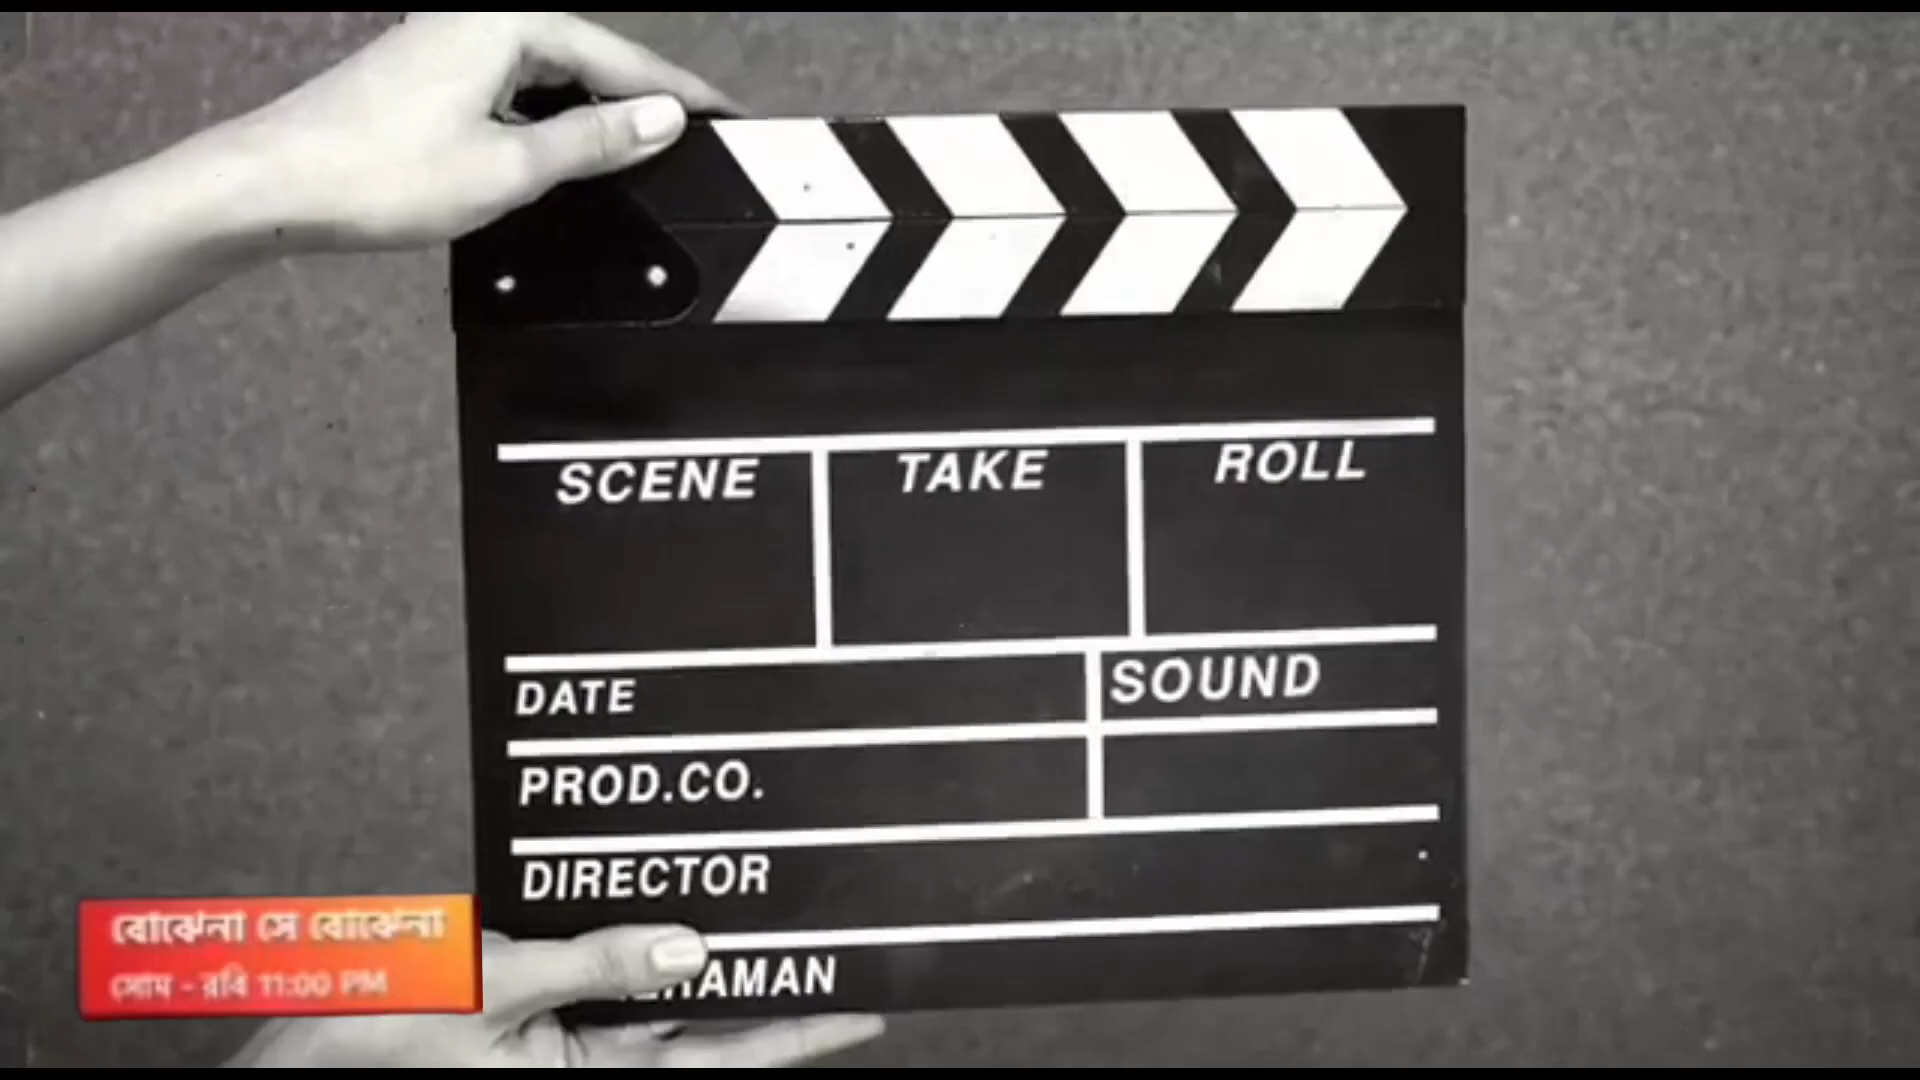 SCENE TAKE ROLL
DATE SOUND
PROD.CO.
DIRECTOR
বোঝেনা সে বোঝেনা
সোম - রবি 11:00 PM